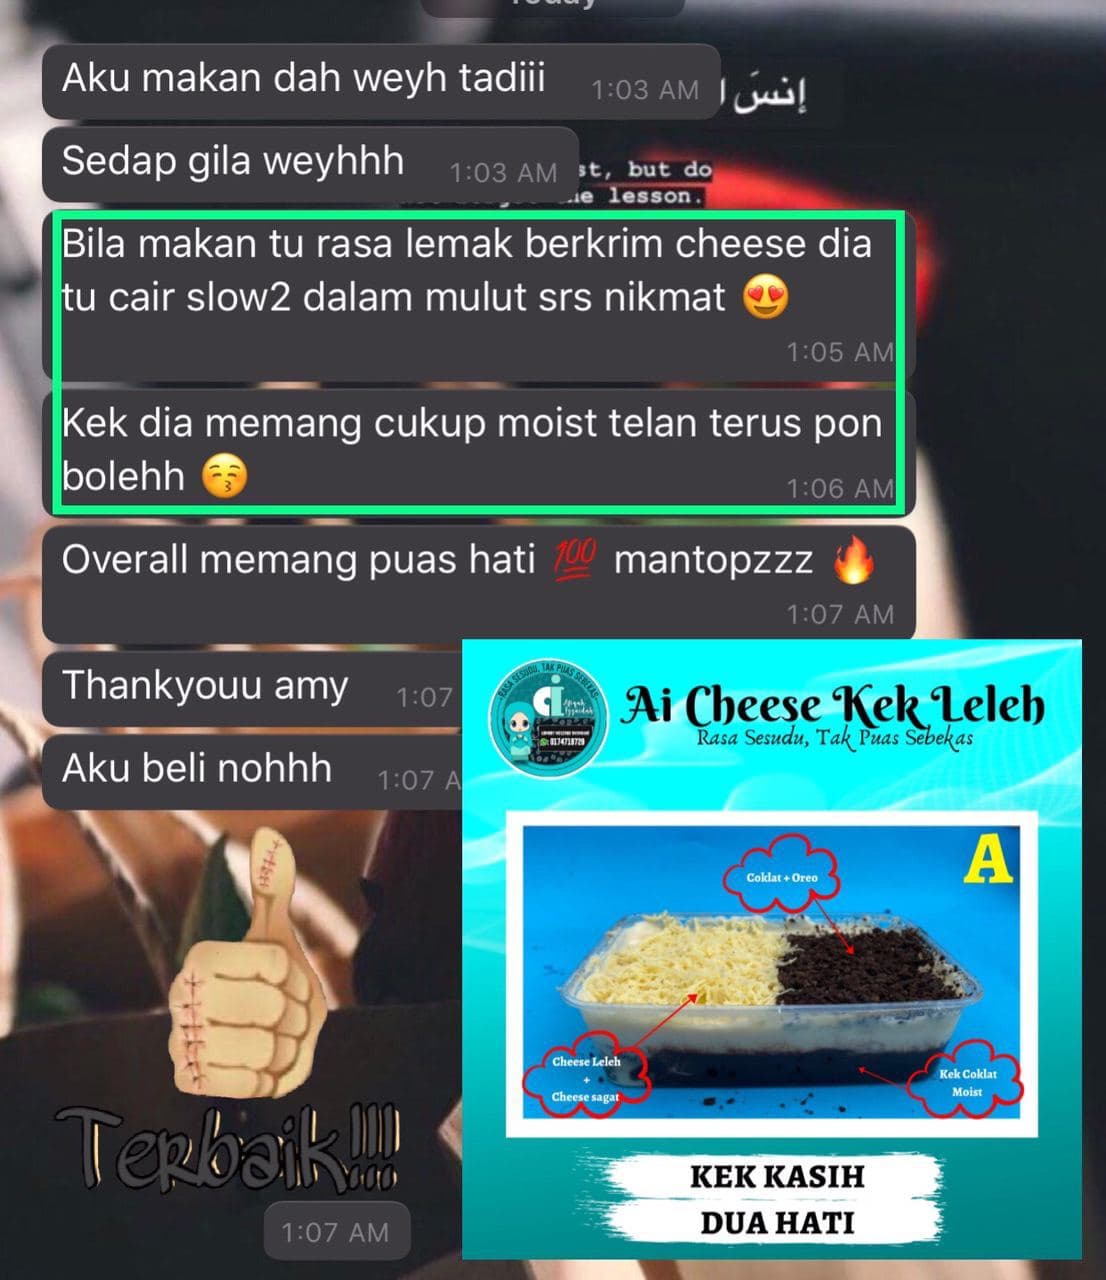 Today
Aku makan dah weyh tadiii 1:03 AM
إنسَ ا
Sedap gila weyhhh 1:03 AM
st, but do
lesson.
Bila makan tu rasa lemak berkrim cheese dia
tu cair slow2 dalam mulut srs nikmat 😍
1:05 AM
Kek dia memang cukup moist telan terus pon
bolehh 😚
1:06 AM
Overall memang puas hati 💯 mantopzzz 🔥
1:07 AM
Thankyouu amy 1:07
Aku beli nohhh 1:07 A
Terbaik!!!
1:07 AM
RASA SESUDU, TAK PUAS SEBEKAS
0174718729
Ai Cheese Kek Leleh
Rasa Sesudu, Tak Puas Sebekas
A
Coklat + Oreo
Cheese Leleh
+
Cheese sagat
Kek Coklat
Moist
KEK KASIH
DUA HATI